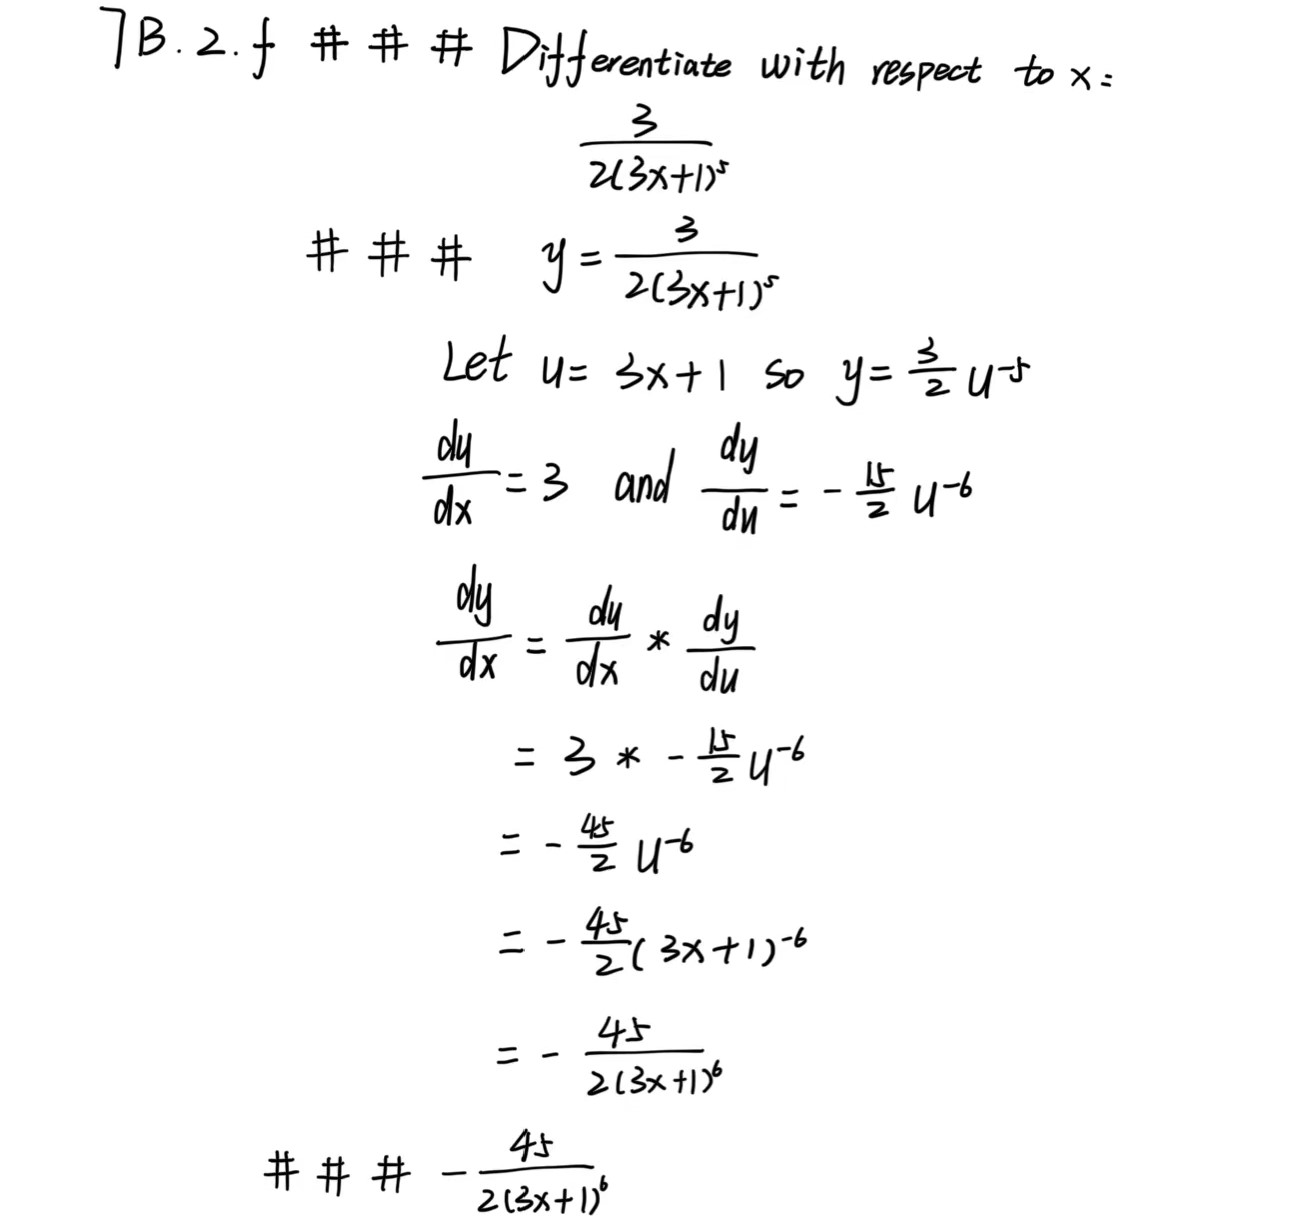 7B.2.f # # # Differentiate with respect to x:
\frac{3}{2(3x+1)^5}
# # # y = \frac{3}{2(3x+1)^5}
Let u = 3x+1 so y = \frac{3}{2} u^{-5}
\frac{du}{dx} = 3 and \frac{dy}{du} = -\frac{15}{2} u^{-6}
\frac{dy}{dx} = \frac{du}{dx} * \frac{dy}{du}
= 3 * -\frac{15}{2} u^{-6}
= -\frac{45}{2} u^{-6}
= -\frac{45}{2}(3x+1)^{-6}
= -\frac{45}{2(3x+1)^6}
# # # -\frac{45}{2(3x+1)^6}